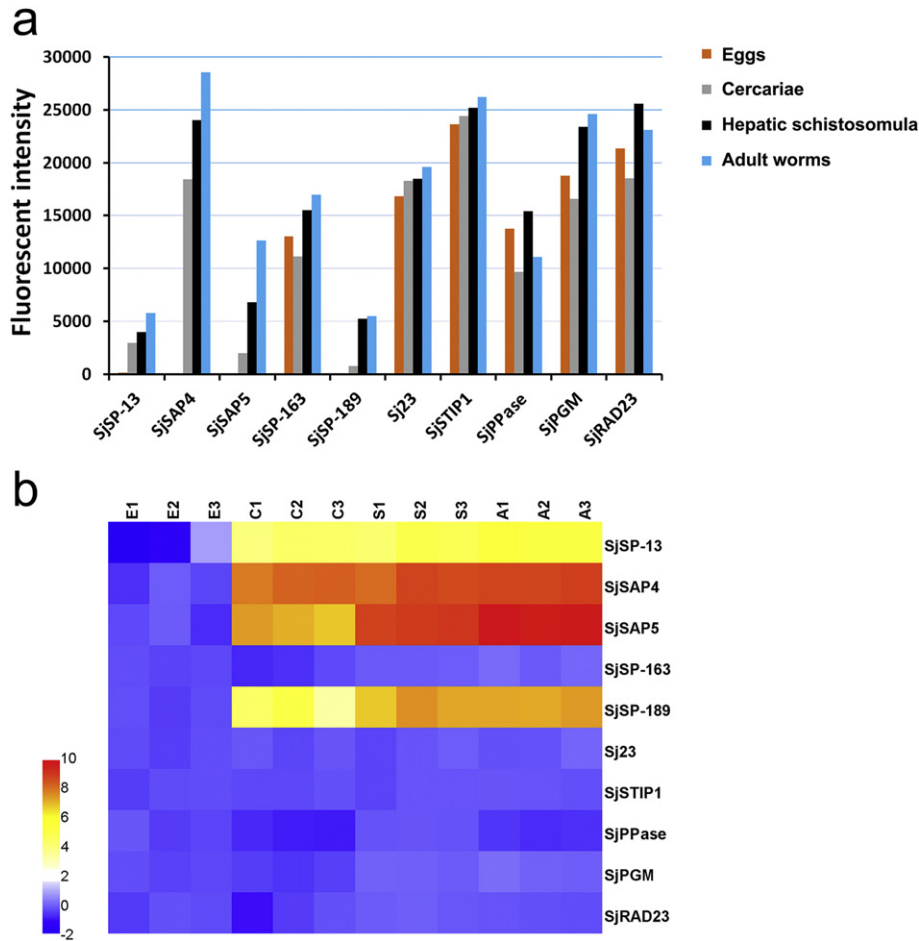 a
Fluorescent intensity
30000
25000
20000
15000
10000
5000
0
SjSP-13
SjSAP4
SjSAP5
SjSP-163
SjSP-189
Sj23
SjSTIP1
SjPPase
SjPGM
SjRAD23
Eggs
Cercariae
Hepatic schistosomula
Adult worms
b
E1 E2 E3 C1 C2 C3 S1 S2 S3 A1 A2 A3
SjSP-13
SjSAP4
SjSAP5
SjSP-163
SjSP-189
Sj23
SjSTIP1
SjPPase
SjPGM
SjRAD23
10
8
6
4
2
0
-2